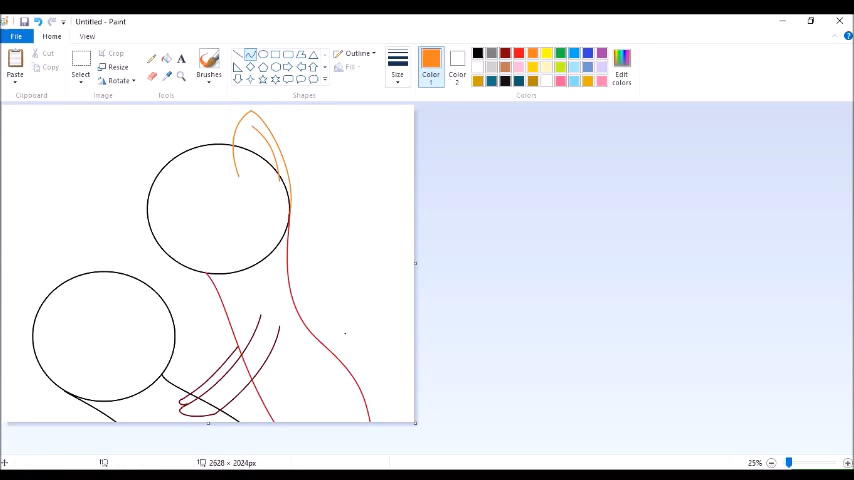 Untitled - Paint
File Home View
Paste
Cut
Copy
Clipboard
Select
Crop
Resize
Rotate
Image
A
Tools
Brushes
Outline
Fill
Shapes
Size
Color 1
Color 2
Edit colors
Colors
2628 × 2024px
25%